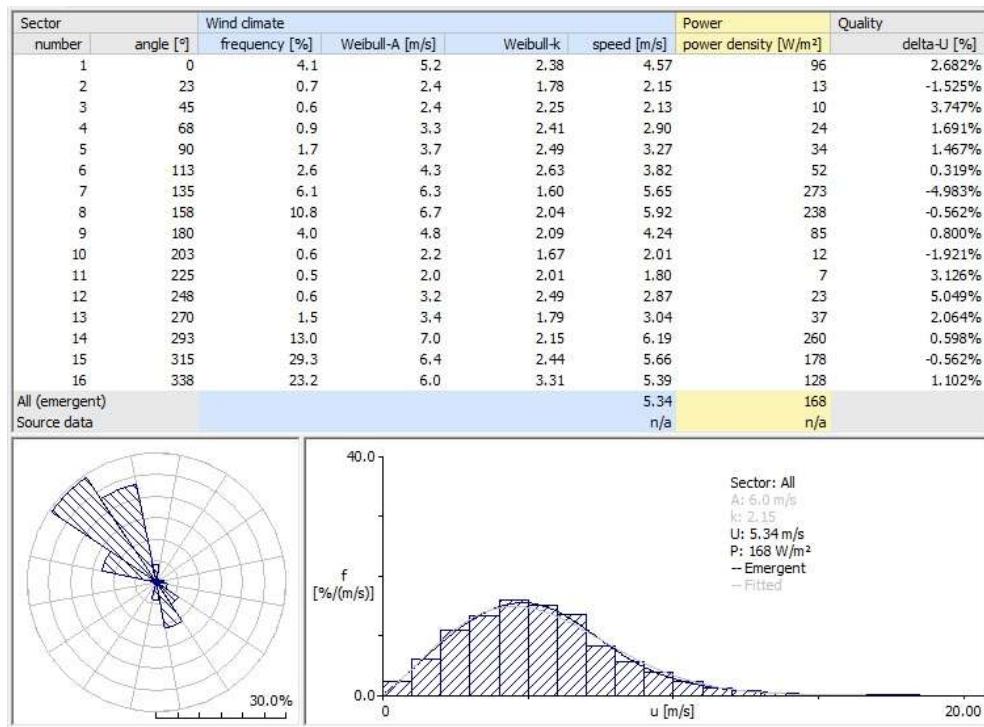 Sector Wind climate Power Quality
number angle [°] frequency [%] Weibull-A [m/s] Weibull-k speed [m/s] power density [W/m²] delta-U [%]
1 0 4.1 5.2 2.38 4.57 96 2.682%
2 23 0.7 2.4 1.78 2.15 13 -1.525%
3 45 0.6 2.4 2.25 2.13 10 3.747%
4 68 0.9 3.3 2.41 2.90 24 1.691%
5 90 1.7 3.7 2.49 3.27 34 1.467%
6 113 2.6 4.3 2.63 3.82 52 0.319%
7 135 6.1 6.3 1.60 5.65 273 -4.983%
8 158 10.8 6.7 2.04 5.92 238 -0.562%
9 180 4.0 4.8 2.09 4.24 85 0.800%
10 203 0.6 2.2 1.67 2.01 12 -1.921%
11 225 0.5 2.0 2.01 1.80 7 3.126%
12 248 0.6 3.2 2.49 2.87 23 5.049%
13 270 1.5 3.4 1.79 3.04 37 2.064%
14 293 13.0 7.0 2.15 6.19 260 0.598%
15 315 29.3 6.4 2.44 5.66 178 -0.562%
16 338 23.2 6.0 3.31 5.39 128 1.102%
All (emergent) 5.34 168
Source data n/a n/a
30.0%
40.0
f
[%/(m/s)]
0.0
0 u [m/s] 20.00
Sector: All
A: 6.0 m/s
k: 2.15
U: 5.34 m/s
P: 168 W/m²
-- Emergent
-- Fitted